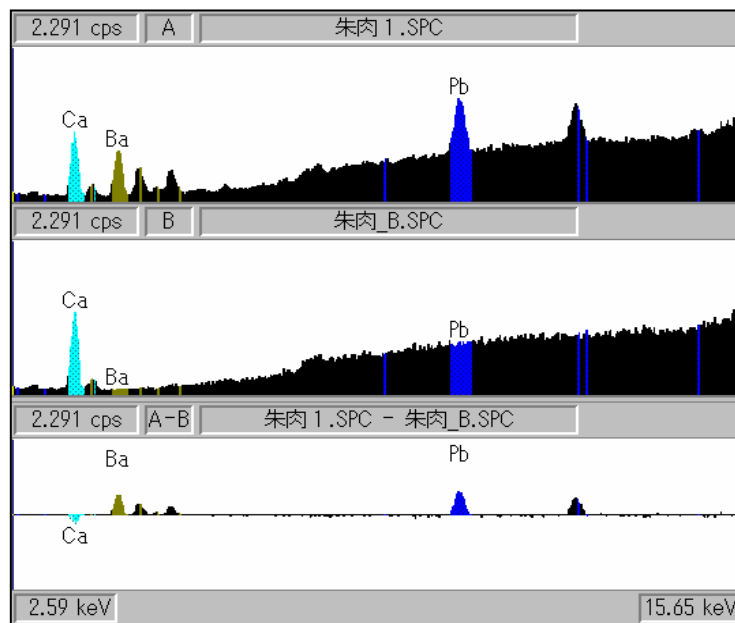 2.291 cps A 朱肉1.SPC
Pb
Ca
Ba
2.291 cps B 朱肉_B.SPC
Ca
Pb
Ba
2.291 cps A-B 朱肉1.SPC - 朱肉_B.SPC
Ba
Pb
Ca
2.59 keV 15.65 keV